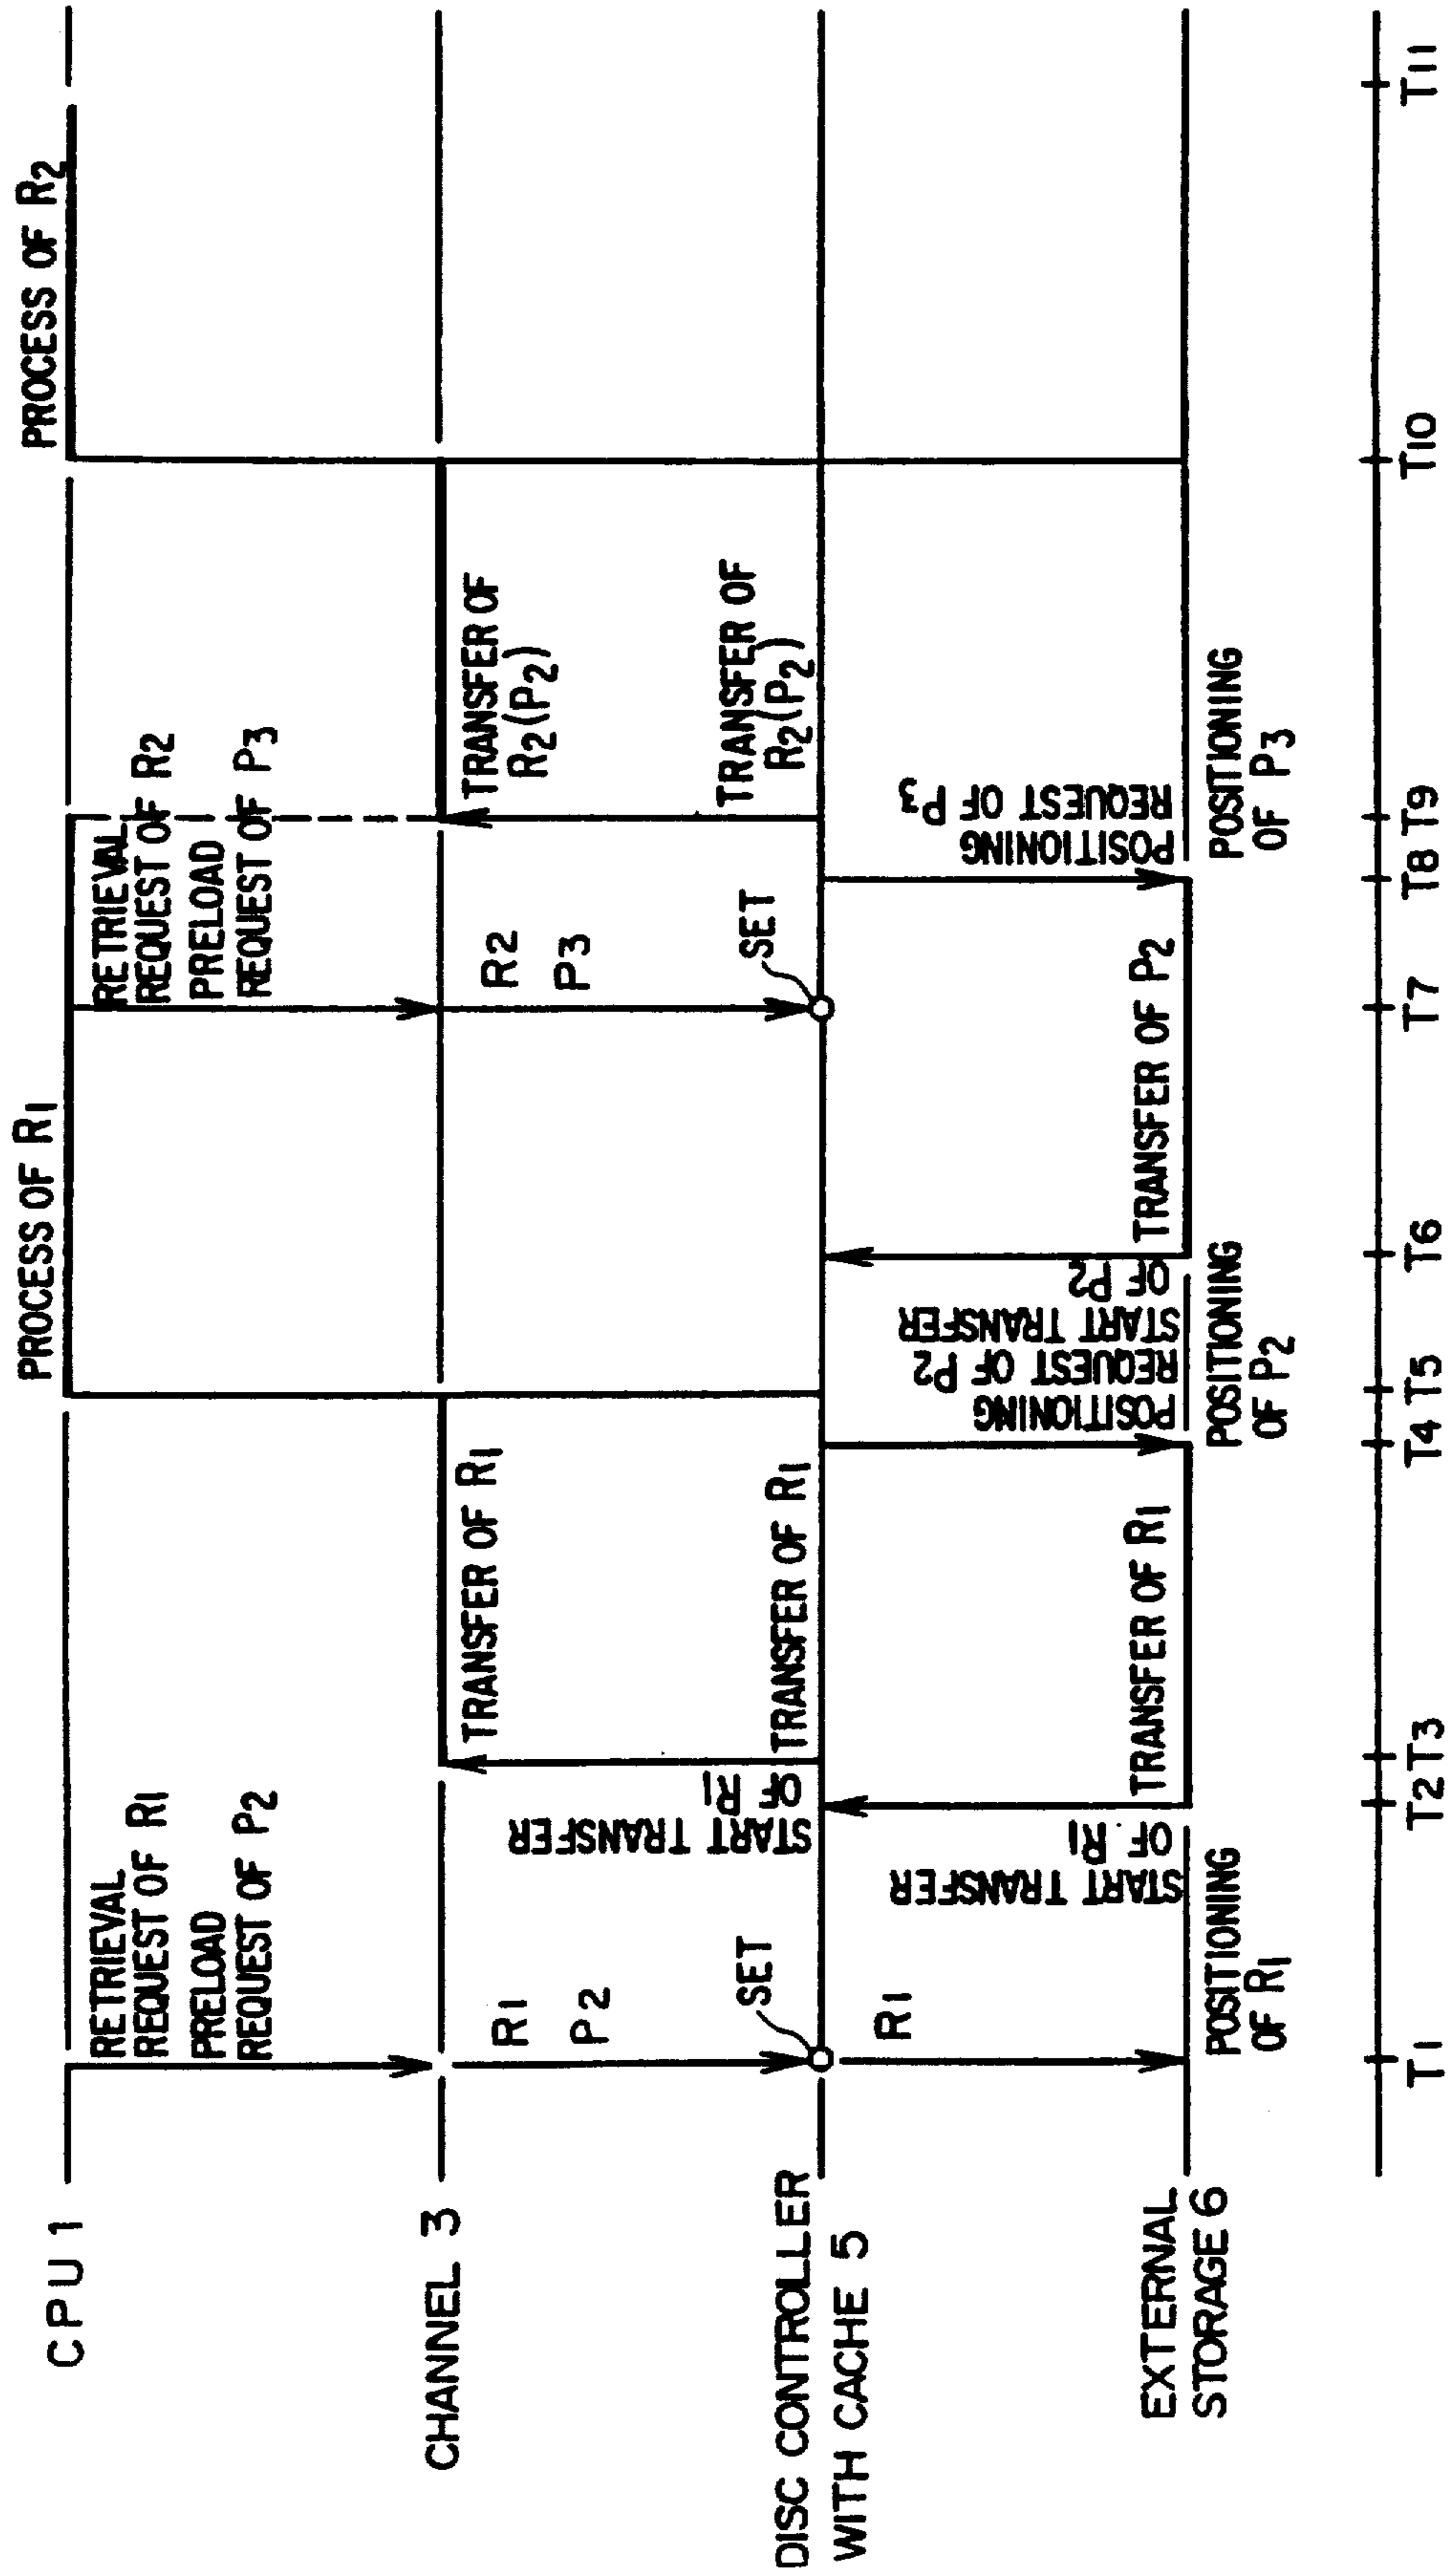 CPU 1
CHANNEL 3
DISC CONTROLLER
WITH CACHE 5
EXTERNAL
STORAGE 6
RETRIEVAL
REQUEST OF R1
PRELOAD
REQUEST OF P2
R1
P2
SET
R1
POSITIONING
OF R1
START TRANSFER
OF R1
START TRANSFER
OF R1
TRANSFER OF R1
TRANSFER OF R1
TRANSFER OF R1
POSITIONING
REQUEST OF P2
START TRANSFER
OF P2
POSITIONING
OF P2
PROCESS OF R1
TRANSFER OF P2
RETRIEVAL
REQUEST OF R2
PRELOAD
REQUEST OF P3
R2
P3
SET
POSITIONING
REQUEST OF P3
POSITIONING
OF P3
TRANSFER OF
R2(P2)
TRANSFER OF
R2(P2)
PROCESS OF R2
T1 T2 T3 T4 T5 T6 T7 T8 T9 T10 T11